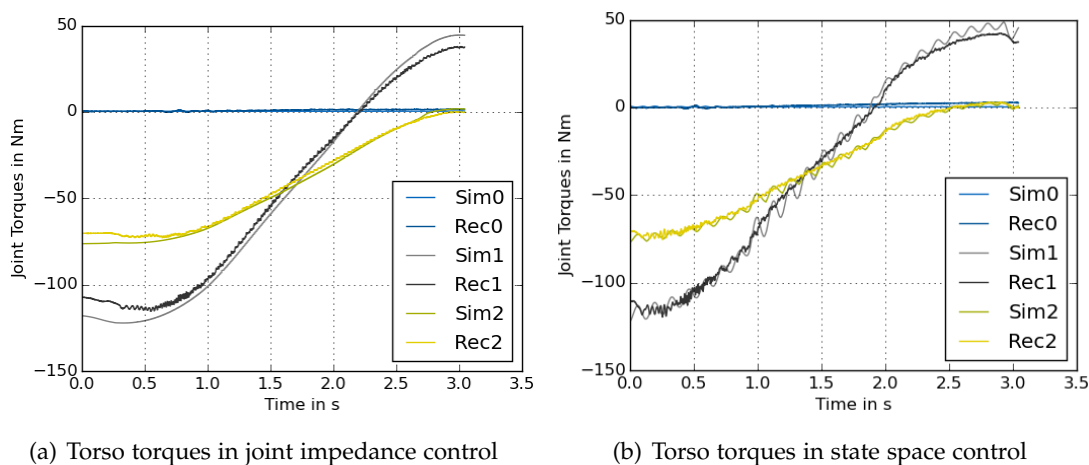 50
0
−50
−100
−150
Joint Torques in Nm
0.0 0.5 1.0 1.5 2.0 2.5 3.0 3.5
Time in s
Sim0
Rec0
Sim1
Rec1
Sim2
Rec2
(a) Torso torques in joint impedance control
50
0
−50
−100
−150
Joint Torques in Nm
0.0 0.5 1.0 1.5 2.0 2.5 3.0 3.5
Time in s
Sim0
Rec0
Sim1
Rec1
Sim2
Rec2
(b) Torso torques in state space control